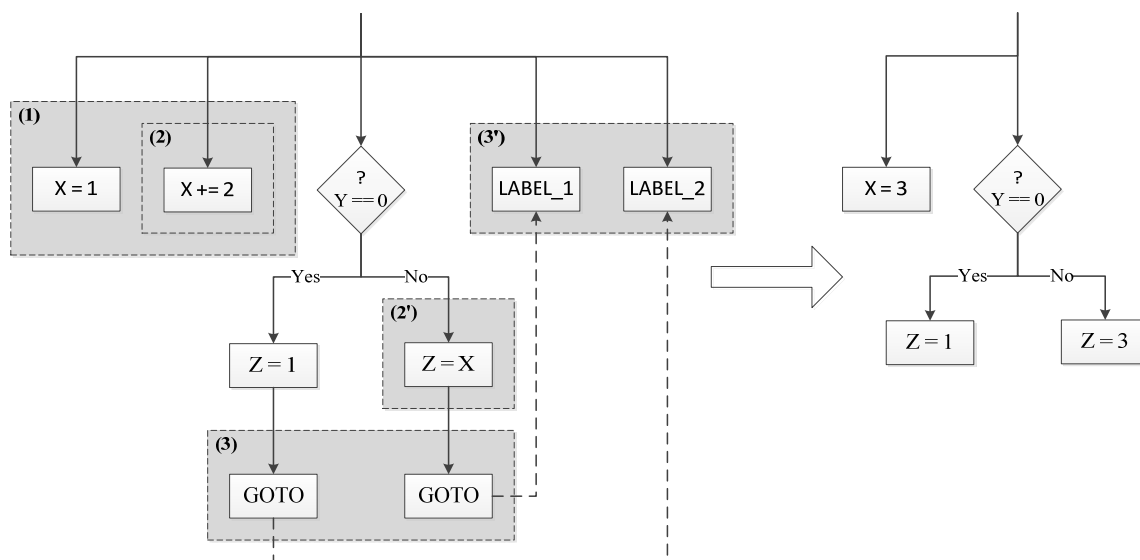 (1)
(2)
X = 1
X += 2
?
Y == 0
(3')
LABEL_1
LABEL_2
Yes
No
Z = 1
(2')
Z = X
(3)
GOTO
GOTO
X = 3
?
Y == 0
Yes
No
Z = 1
Z = 3